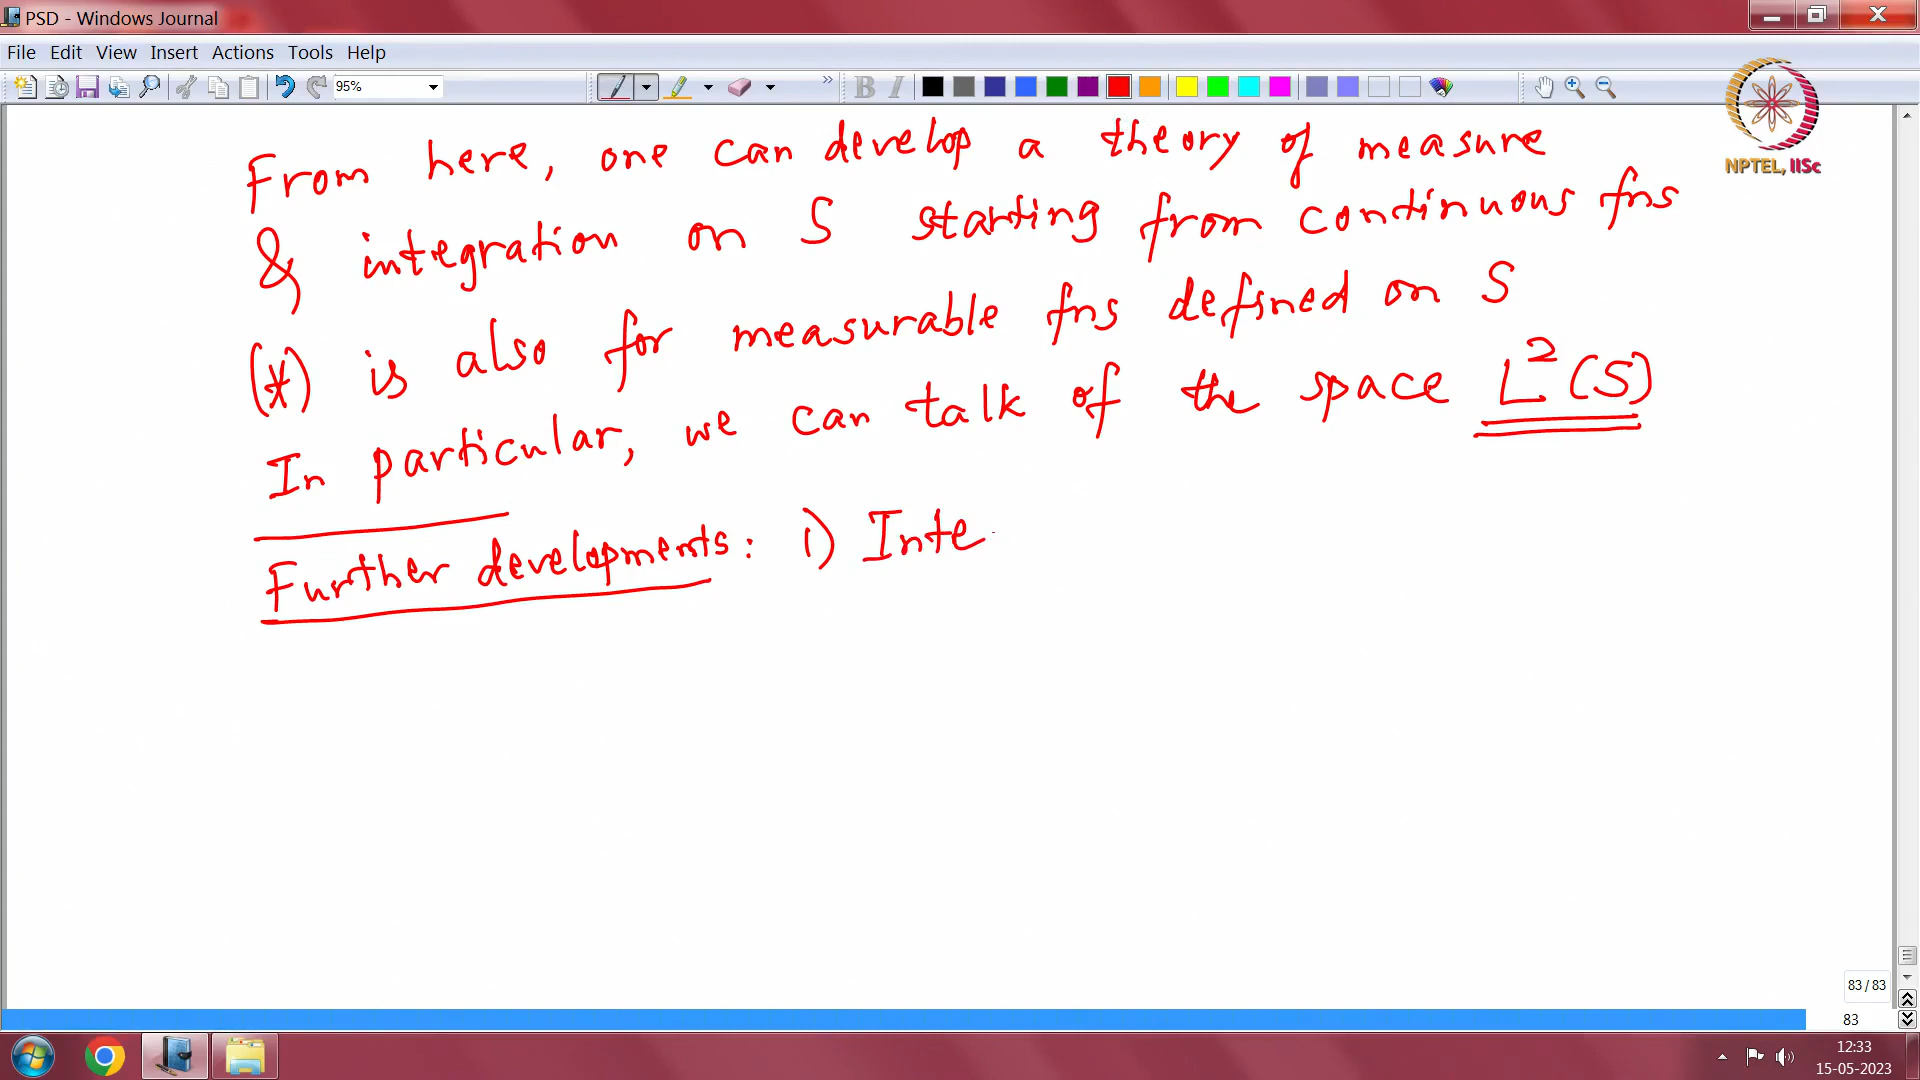 PSD - Windows Journal
File Edit View Insert Actions Tools Help
95%
NPTEL, IISc
From here, one can develop a theory of measure
& integration on S starting from continuous fns
(*) is also for measurable fns defined on S
In particular, we can talk of the space L²(S)
Further developments: 1) Inte
83 / 83
83
12:33
15-05-2023